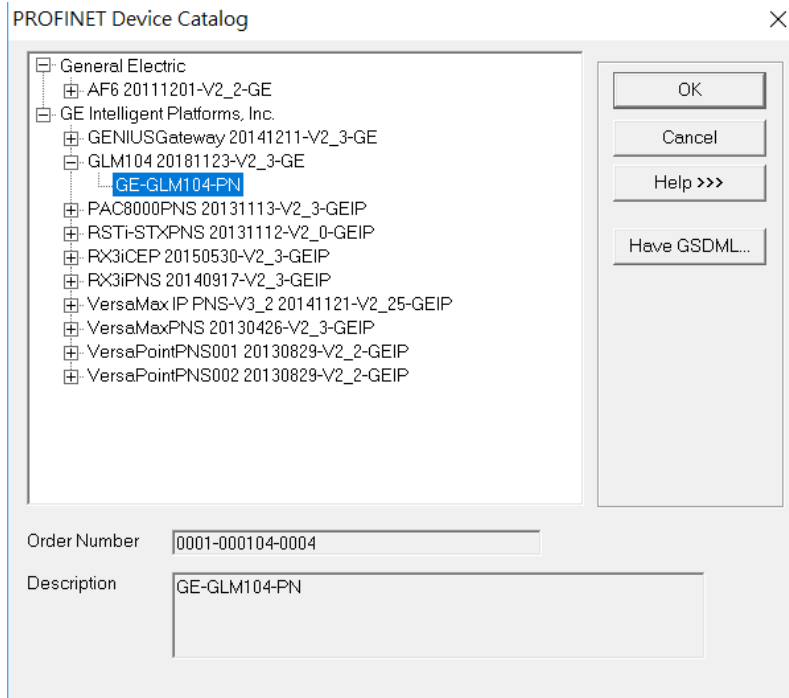 PROFINET Device Catalog
General Electric
AF6 20111201-V2_2-GE
GE Intelligent Platforms, Inc.
GENIUSGateway 20141211-V2_3-GE
GLM104 20181123-V2_3-GE
GE-GLM104-PN
PAC8000PNS 20131113-V2_3-GEIP
RSTi-STXPNS 20131112-V2_0-GEIP
RX3iCEP 20150530-V2_3-GEIP
RX3iPNS 20140917-V2_3-GEIP
VersaMax IP PNS-V3_2 20141121-V2_25-GEIP
VersaMaxPNS 20130426-V2_3-GEIP
VersaPointPNS001 20130829-V2_2-GEIP
VersaPointPNS002 20130829-V2_2-GEIP
OK
Cancel
Help >>>
Have GSDML...
Order Number
0001-000104-0004
Description
GE-GLM104-PN